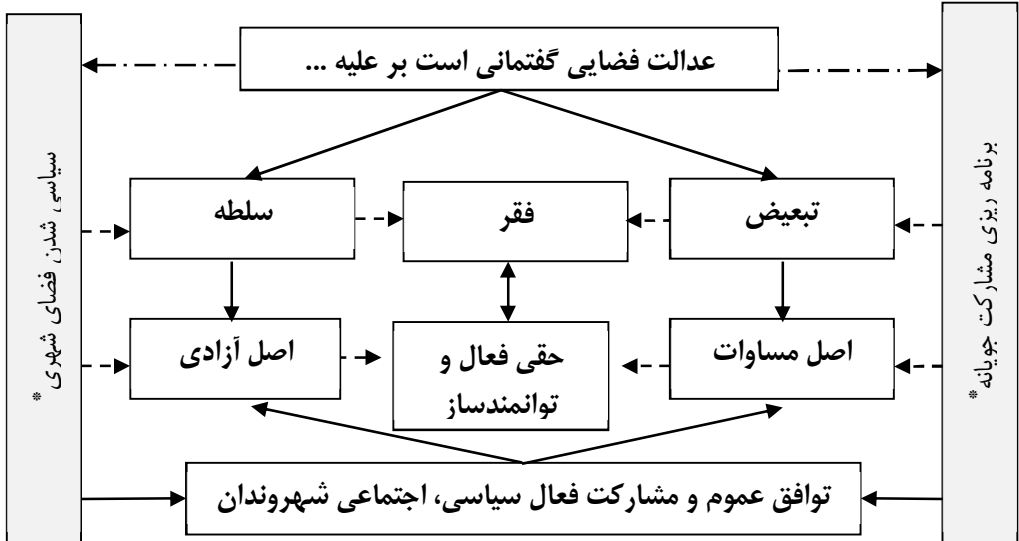 عدالت فضایی گفتمانی است بر علیه ...
برنامه ریزی مشارکت جویانه*
تبعیض
فقر
سلطه
اصل مساوات
حقی فعال و
توانمندساز
اصل آزادی
سیاسی شدن فضای شهری *
توافق عموم و مشارکت فعال سیاسی، اجتماعی شهروندان